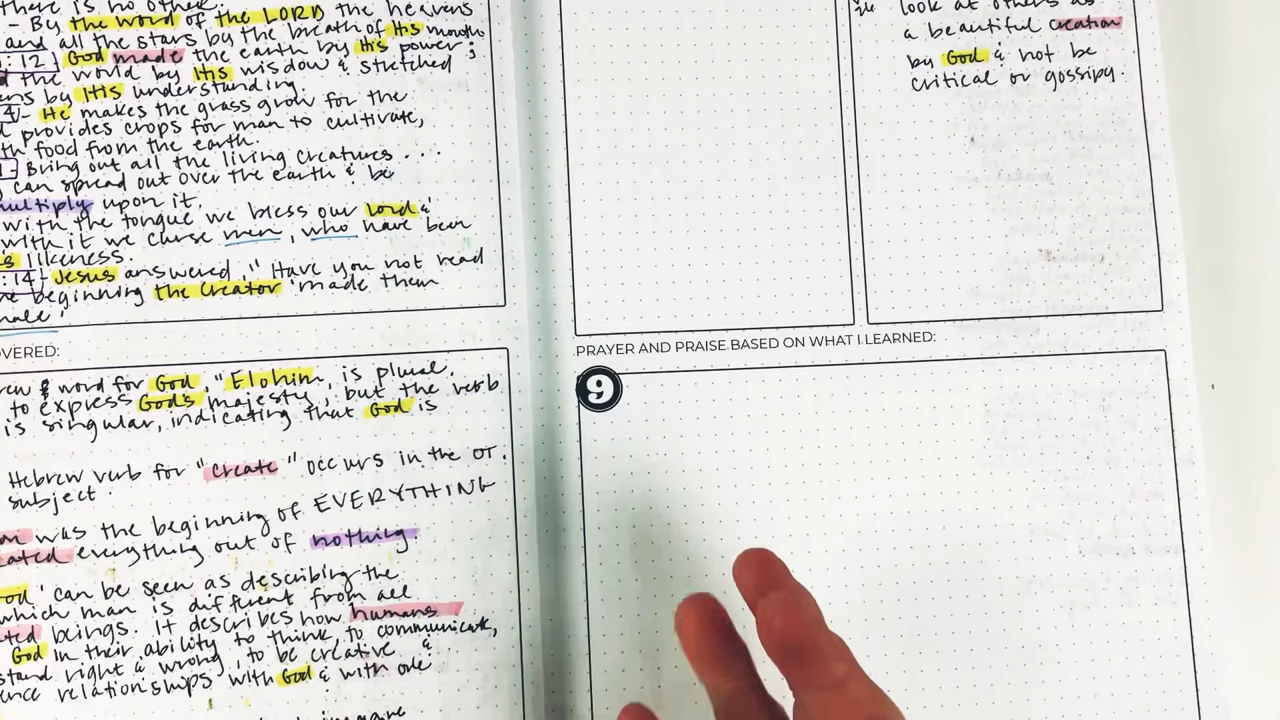 there is no other.
- By the word of the LORD the heavens
and all the stars by the breath of His mouth
:12 God made the earth by His power;
the world by His wisdom & stretched
by His understanding.
4 - He makes the grass grow for the
provides crops for man to cultivate,
food from the earth.
Bring out all the living creatures ...
can spread out over the earth & be
multiply upon it.
with the tongue we bless our Lord &
with it we curse men, who have been
likeness.
:14 Jesus answered, "Have you not read
beginning the Creator made them
OVERED:
word for God, "Elohim, is plural.
to express God's majesty, but the verb
is singular, indicating that God is
Hebrew verb for "create" occurs in the OT.
subject.
was the beginning of EVERYTHING
everything out of nothing.
can be seen as describing the
which man is different from all
beings. It describes how humans
God in their ability to think, to communicate,
right & wrong, to be creative &
relationships with God & with one
look at others as
a beautiful creation
by God & not be
critical or gossipy.
PRAYER AND PRAISE BASED ON WHAT I LEARNED:
9